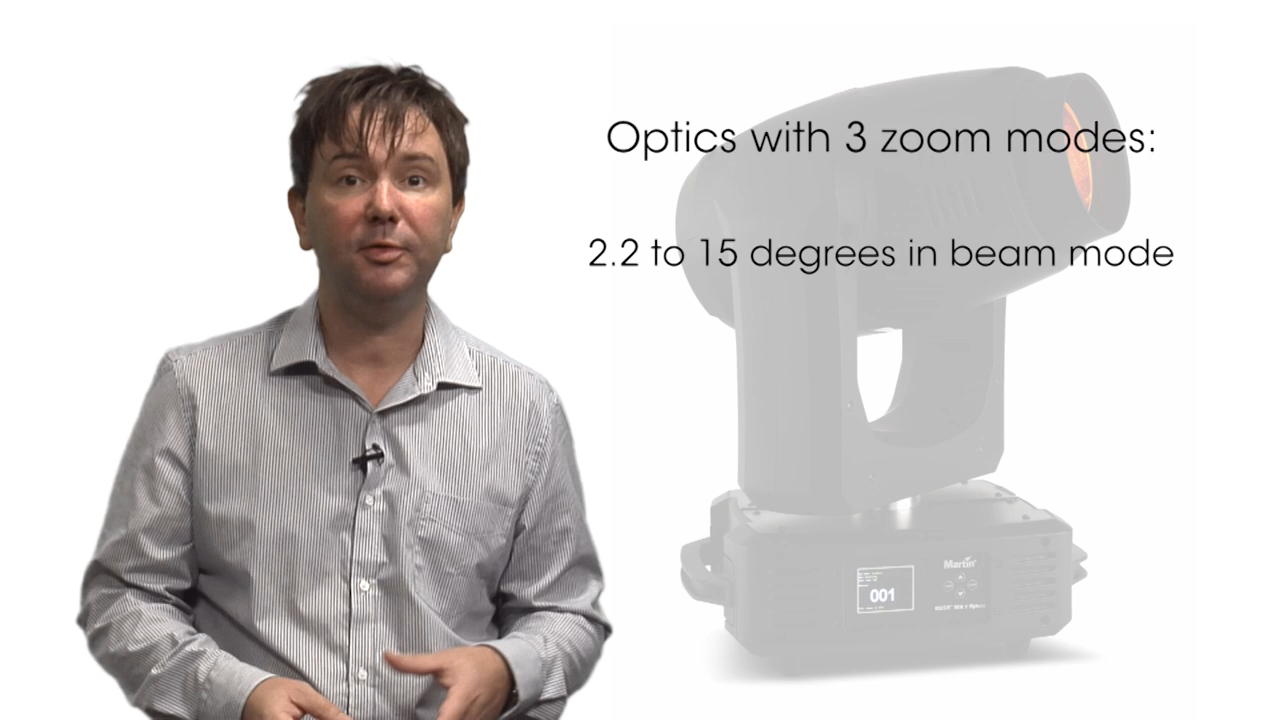 Optics with 3 zoom modes:
2.2 to 15 degrees in beam mode
Martin
001